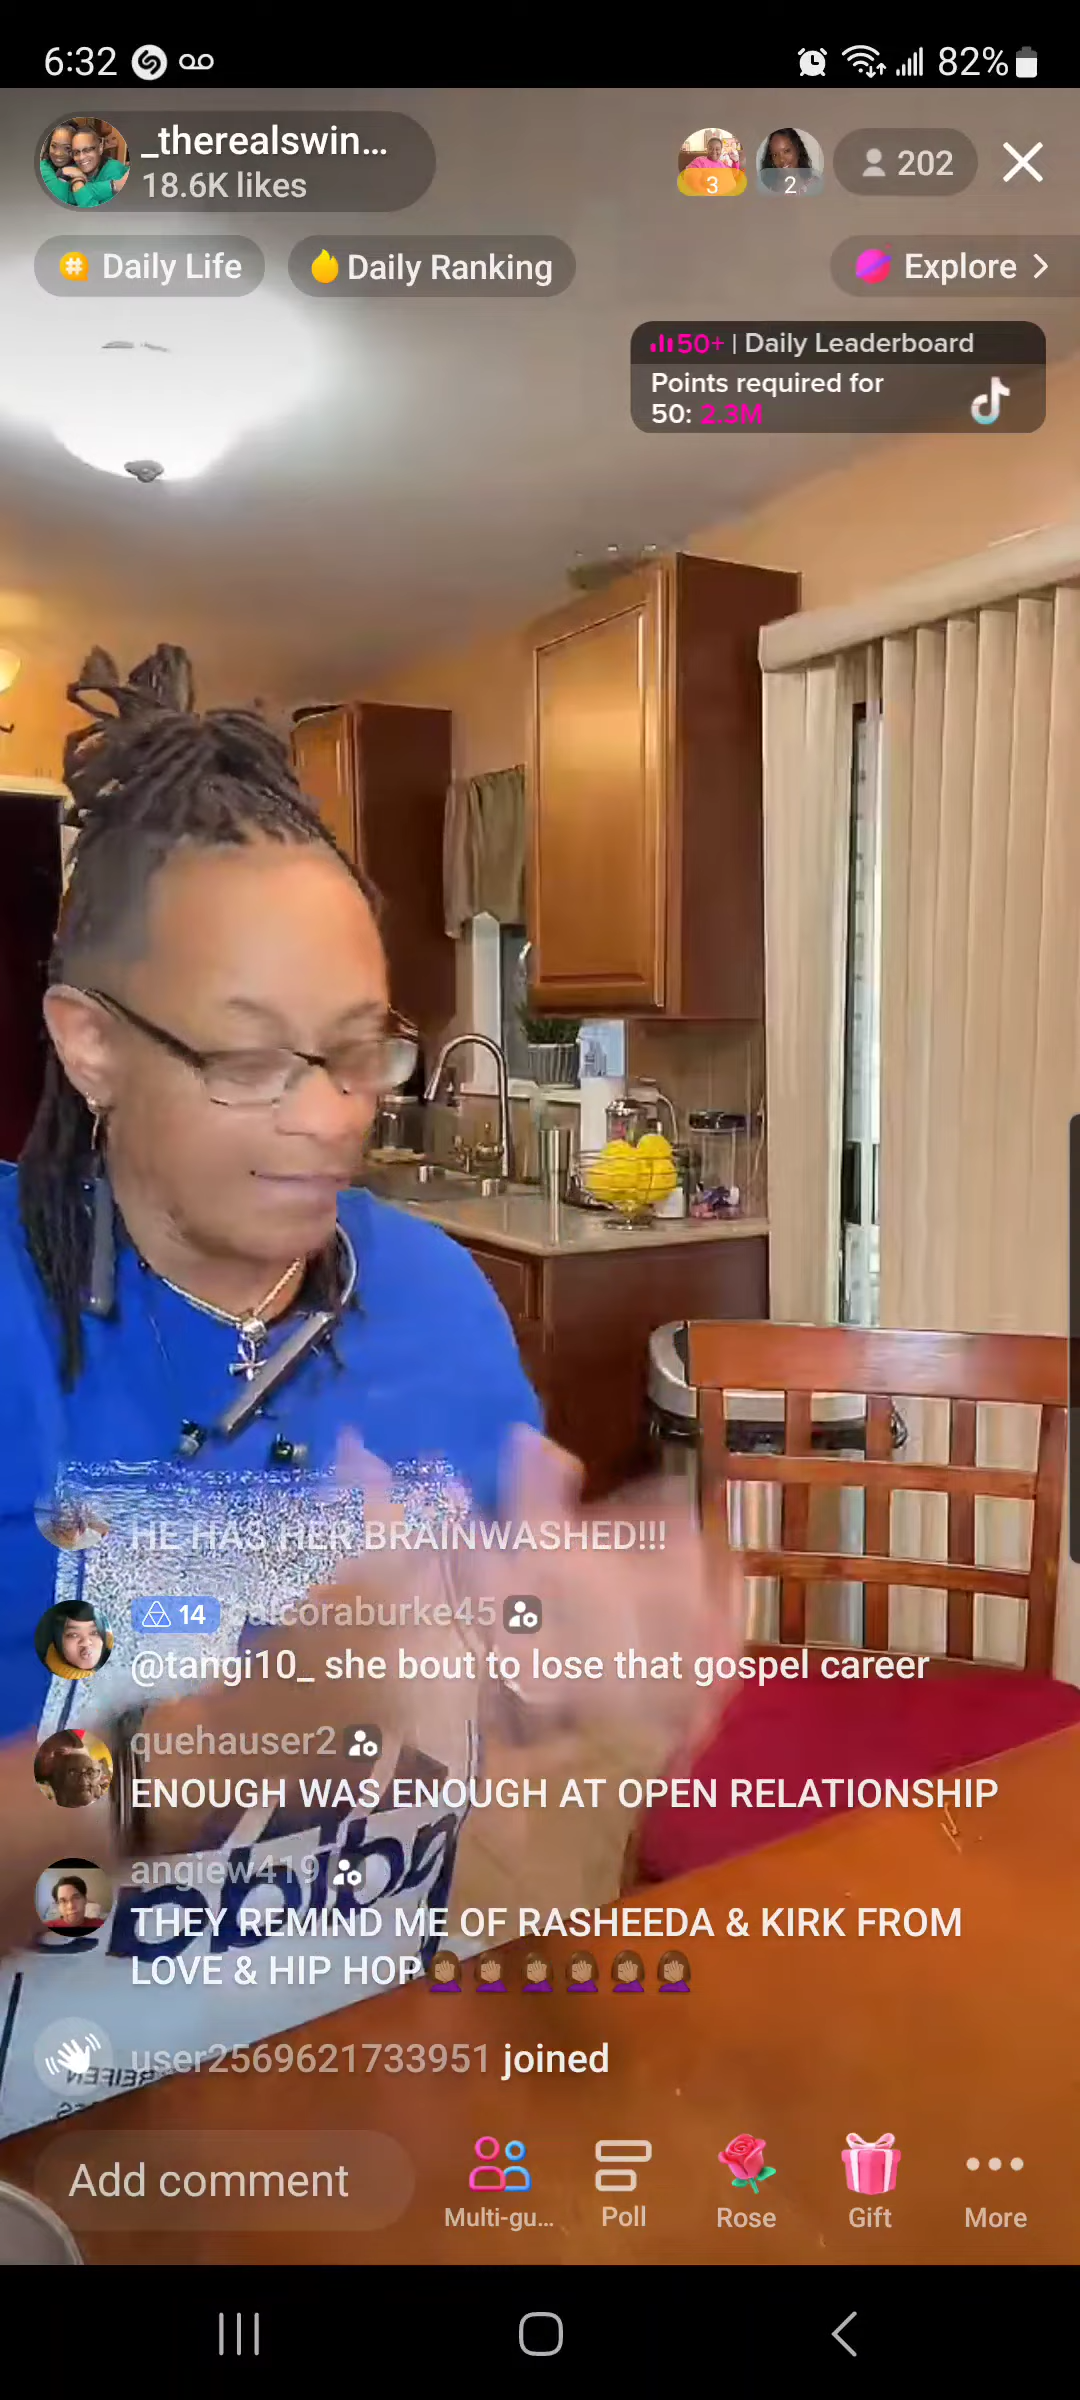 6:32
82%
_therealswin...
18.6K likes
3
2
202
Daily Life
Daily Ranking
Explore
50+ | Daily Leaderboard
Points required for
50: 2.3M
HE HAS HER BRAINWASHED!!!
14
calcoraburke45
@tangi10_ she bout to lose that gospel career
quehauser2
ENOUGH WAS ENOUGH AT OPEN RELATIONSHIP
angiew419
THEY REMIND ME OF RASHEEDA & KIRK FROM
LOVE & HIP HOP🤦🏽‍♀️🤦🏽‍♀️🤦🏽‍♀️🤦🏽‍♀️🤦🏽‍♀️🤦🏽‍♀️
user2569621733951 joined
Add comment
Multi-gu...
Poll
Rose
Gift
More